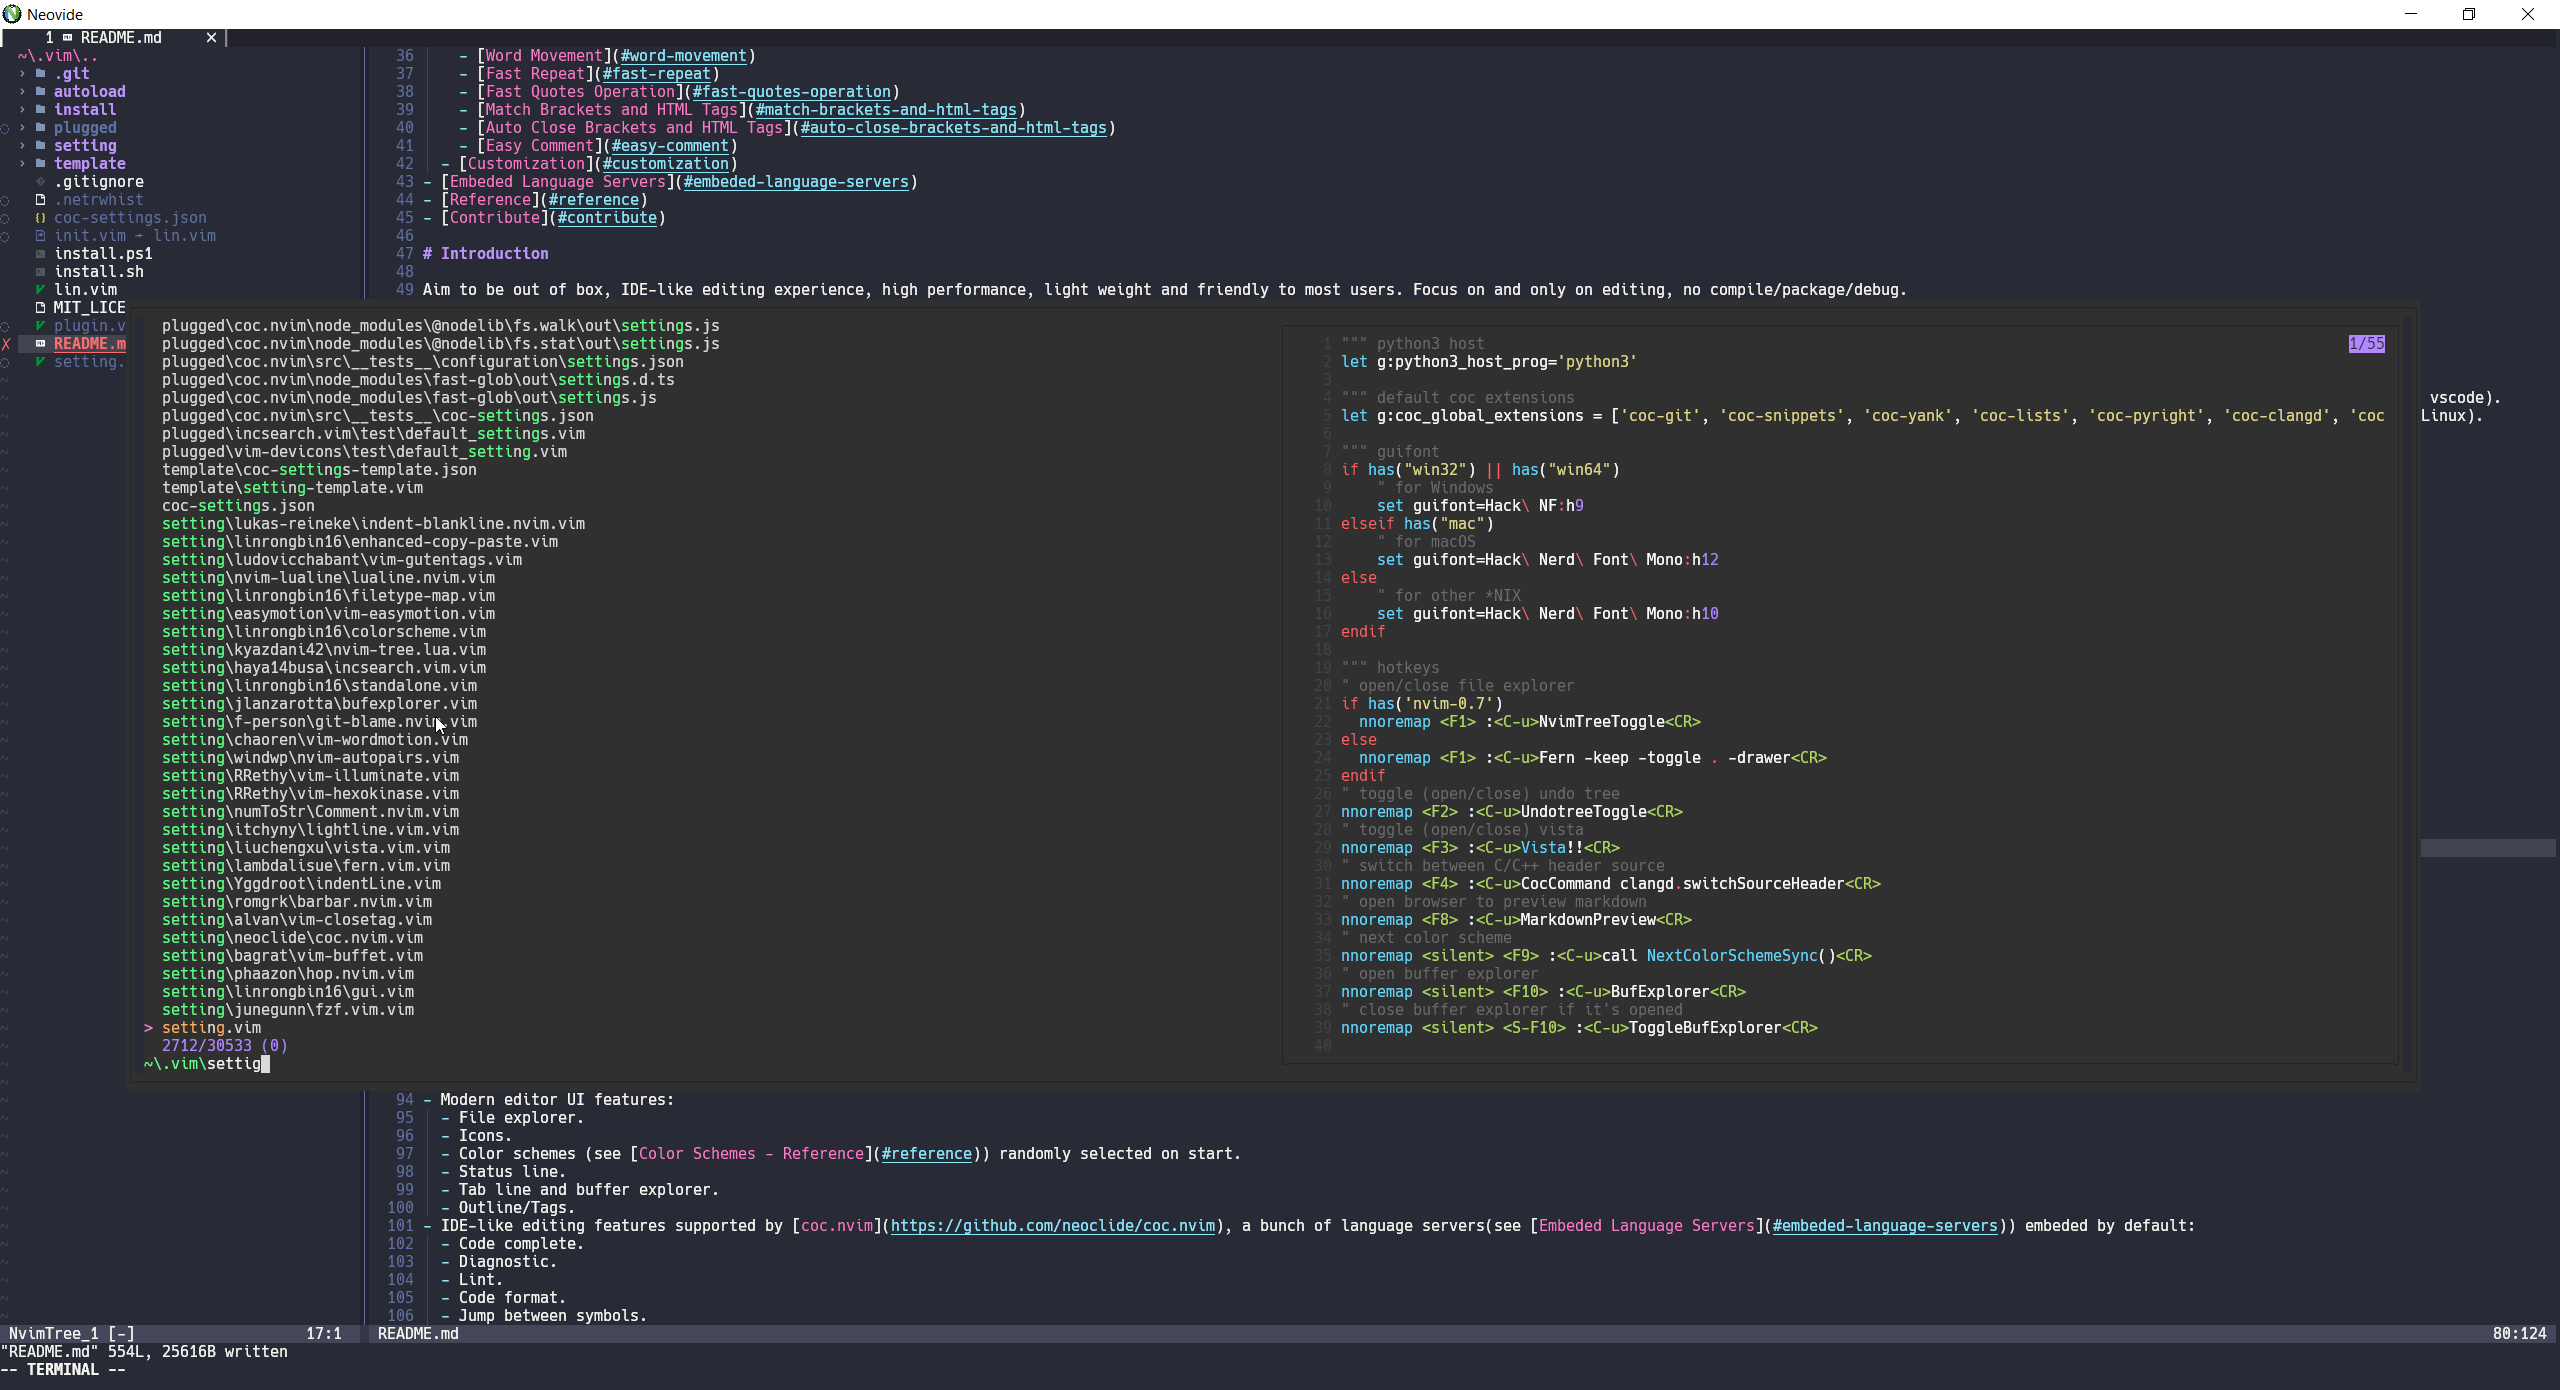 Neovide
1 README.md ✕
~\.vim\..
› .git
› autoload
› install
› plugged
› setting
› template
.gitignore
.netrwhist
coc-settings.json
init.vim → lin.vim
install.ps1
install.sh
lin.vim
MIT_LICE
plugin.v
✗ README.m
setting.
36 - [Word Movement](#word-movement)
37 - [Fast Repeat](#fast-repeat)
38 - [Fast Quotes Operation](#fast-quotes-operation)
39 - [Match Brackets and HTML Tags](#match-brackets-and-html-tags)
40 - [Auto Close Brackets and HTML Tags](#auto-close-brackets-and-html-tags)
41 - [Easy Comment](#easy-comment)
42 - [Customization](#customization)
43 - [Embeded Language Servers](#embeded-language-servers)
44 - [Reference](#reference)
45 - [Contribute](#contribute)
46
47 # Introduction
48
49 Aim to be out of box, IDE-like editing experience, high performance, light weight and friendly to most users. Focus on and only on editing, no compile/package/debug.
vscode).
Linux).
plugged\coc.nvim\node_modules\@nodelib\fs.walk\out\settings.js
plugged\coc.nvim\node_modules\@nodelib\fs.stat\out\settings.js
plugged\coc.nvim\src\__tests__\configuration\settings.json
plugged\coc.nvim\node_modules\fast-glob\out\settings.d.ts
plugged\coc.nvim\node_modules\fast-glob\out\settings.js
plugged\coc.nvim\src\__tests__\coc-settings.json
plugged\incsearch.vim\test\default_settings.vim
plugged\vim-devicons\test\default_setting.vim
template\coc-settings-template.json
template\setting-template.vim
coc-settings.json
setting\lukas-reineke\indent-blankline.nvim.vim
setting\linrongbin16\enhanced-copy-paste.vim
setting\ludovicchabant\vim-gutentags.vim
setting\nvim-lualine\lualine.nvim.vim
setting\linrongbin16\filetype-map.vim
setting\easymotion\vim-easymotion.vim
setting\linrongbin16\colorscheme.vim
setting\kyazdani42\nvim-tree.lua.vim
setting\haya14busa\incsearch.vim.vim
setting\linrongbin16\standalone.vim
setting\jlanzarotta\bufexplorer.vim
setting\f-person\git-blame.nvim.vim
setting\chaoren\vim-wordmotion.vim
setting\windwp\nvim-autopairs.vim
setting\RRethy\vim-illuminate.vim
setting\RRethy\vim-hexokinase.vim
setting\numToStr\Comment.nvim.vim
setting\itchyny\lightline.vim.vim
setting\liuchengxu\vista.vim.vim
setting\lambdalisue\fern.vim.vim
setting\Yggdroot\indentLine.vim
setting\romgrk\barbar.nvim.vim
setting\alvan\vim-closetag.vim
setting\neoclide\coc.nvim.vim
setting\bagrat\vim-buffet.vim
setting\phaazon\hop.nvim.vim
setting\linrongbin16\gui.vim
setting\junegunn\fzf.vim.vim
> setting.vim
2712/30533 (0)
~\.vim\settig
1/55
1 """ python3 host
2 let g:python3_host_prog='python3'
3
4 """ default coc extensions
5 let g:coc_global_extensions = ['coc-git', 'coc-snippets', 'coc-yank', 'coc-lists', 'coc-pyright', 'coc-clangd', 'coc
6
7 """ guifont
8 if has("win32") || has("win64")
9 " for Windows
10 set guifont=Hack\ NF:h9
11 elseif has("mac")
12 " for macOS
13 set guifont=Hack\ Nerd\ Font\ Mono:h12
14 else
15 " for other *NIX
16 set guifont=Hack\ Nerd\ Font\ Mono:h10
17 endif
18
19 """ hotkeys
20 " open/close file explorer
21 if has('nvim-0.7')
22 nnoremap <F1> :<C-u>NvimTreeToggle<CR>
23 else
24 nnoremap <F1> :<C-u>Fern -keep -toggle . -drawer<CR>
25 endif
26 " toggle (open/close) undo tree
27 nnoremap <F2> :<C-u>UndotreeToggle<CR>
28 " toggle (open/close) vista
29 nnoremap <F3> :<C-u>Vista!!<CR>
30 " switch between C/C++ header source
31 nnoremap <F4> :<C-u>CocCommand clangd.switchSourceHeader<CR>
32 " open browser to preview markdown
33 nnoremap <F8> :<C-u>MarkdownPreview<CR>
34 " next color scheme
35 nnoremap <silent> <F9> :<C-u>call NextColorSchemeSync()<CR>
36 " open buffer explorer
37 nnoremap <silent> <F10> :<C-u>BufExplorer<CR>
38 " close buffer explorer if it's opened
39 nnoremap <silent> <S-F10> :<C-u>ToggleBufExplorer<CR>
40
94 - Modern editor UI features:
95 - File explorer.
96 - Icons.
97 - Color schemes (see [Color Schemes - Reference](#reference)) randomly selected on start.
98 - Status line.
99 - Tab line and buffer explorer.
100 - Outline/Tags.
101 - IDE-like editing features supported by [coc.nvim](https://github.com/neoclide/coc.nvim), a bunch of language servers(see [Embeded Language Servers](#embeded-language-servers)) embeded by default:
102 - Code complete.
103 - Diagnostic.
104 - Lint.
105 - Code format.
106 - Jump between symbols.
NvimTree_1 [-] 17:1 README.md 80:124
"README.md" 554L, 25616B written
-- TERMINAL --